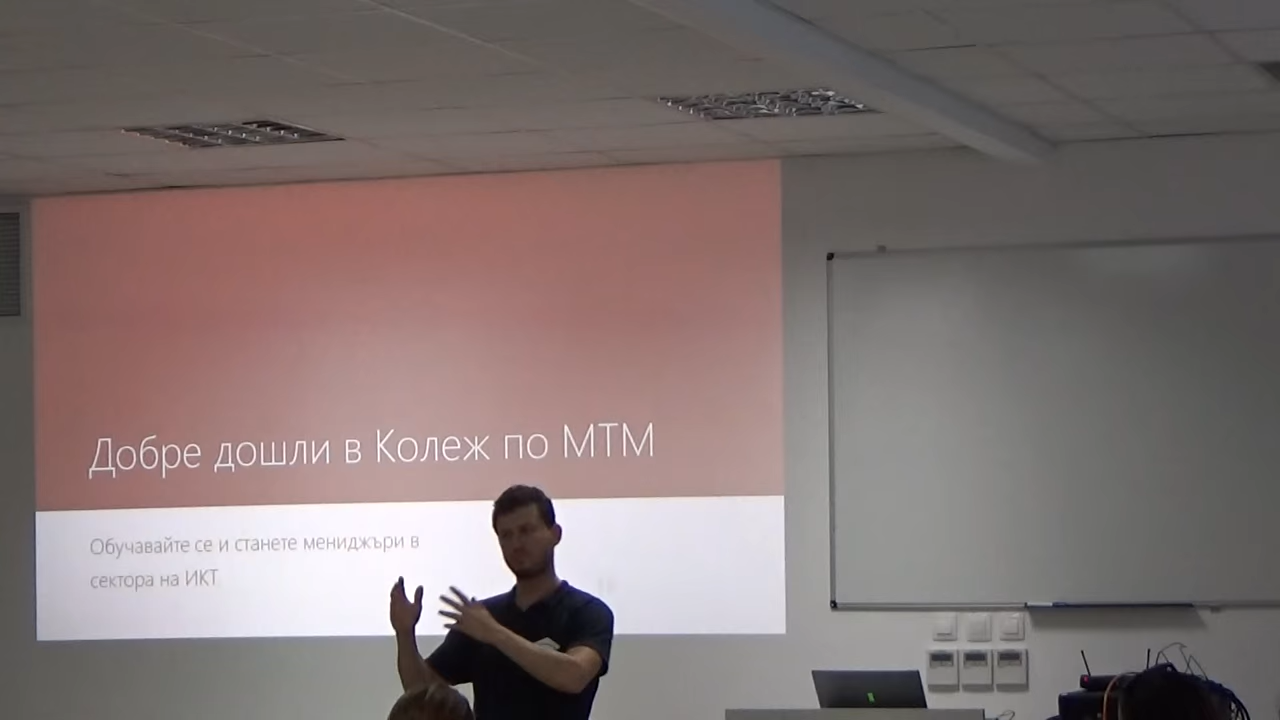 Добре дошли в Колеж по МТМ
Обучавайте се и станете мениджъри в
сектора на ИКТ